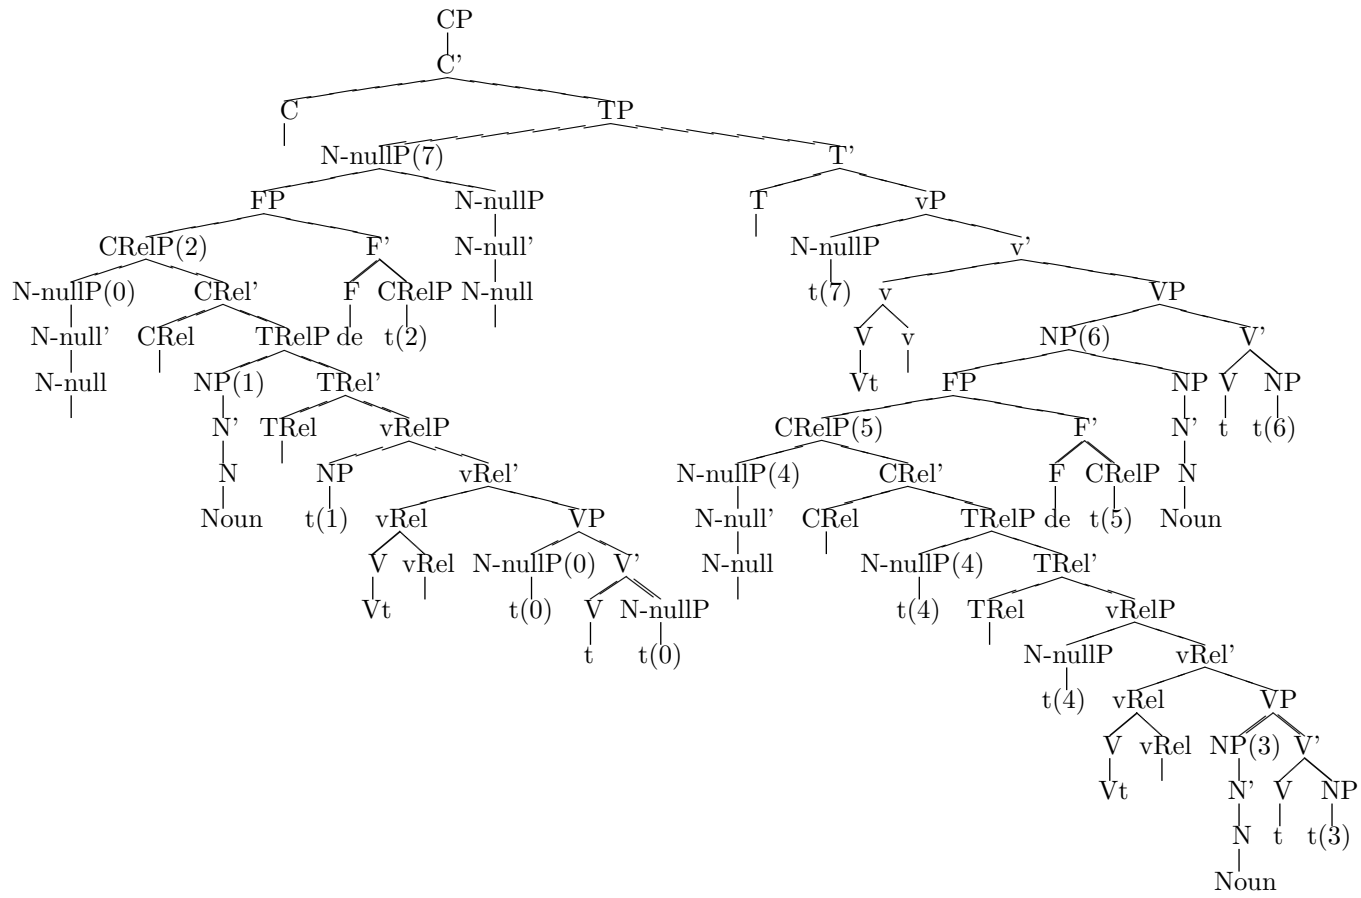 CP
C'
C TP
N-nullP(7) T'
FP N-nullP T vP
CRelP(2) F' N-null' N-nullP v'
N-nullP(0) CRel' F CRelP N-null t(7) v VP
N-null' CRel TRelP de t(2) V v NP(6) V'
N-null NP(1) TRel' Vt FP NP V NP
N' TRel vRelP CRelP(5) F' N' t t(6)
N NP vRel' N-nullP(4) CRel' F CRelP N
Noun t(1) vRel VP N-null' CRel TRelP de t(5) Noun
V vRel N-nullP(0) V' N-null N-nullP(4) TRel'
Vt t(0) V N-nullP t(4) TRel vRelP
t t(0) N-nullP vRel'
t(4) vRel VP
V vRel NP(3) V'
Vt N' V NP
N t t(3)
Noun